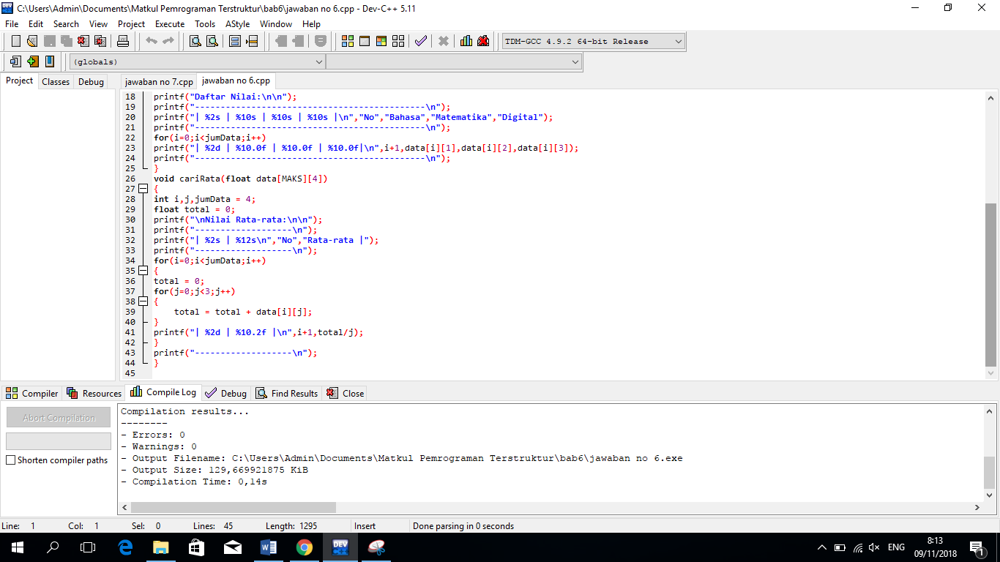 C:\Users\Admin\Documents\Matkul Pemrograman Terstruktur\bab6\jawaban no 6.cpp - Dev-C++ 5.11
File Edit Search View Project Execute Tools AStyle Window Help
TDM-GCC 4.9.2 64-bit Release
(globals)
Project Classes Debug
jawaban no 7.cpp jawaban no 6.cpp
18 printf("Daftar Nilai:\n\n");
19 printf("---------------------------------------------\n");
20 printf("| %2s | %10s | %10s | %10s |\n","No","Bahasa","Matematika","Digital");
21 printf("---------------------------------------------\n");
22 for(i=0;i<jumData;i++)
23 printf("| %2d | %10.0f | %10.0f | %10.0f|\n",i+1,data[i][1],data[i][2],data[i][3]);
24 printf("---------------------------------------------\n");
25 }
26 void cariRata(float data[MAKS][4])
27 {
28 int i,j,jumData = 4;
29 float total = 0;
30 printf("\nNilai Rata-rata:\n\n");
31 printf("-------------------\n");
32 printf("| %2s | %12s\n","No","Rata-rata |");
33 printf("-------------------\n");
34 for(i=0;i<jumData;i++)
35 {
36 total = 0;
37 for(j=0;j<3;j++)
38 {
39     total = total + data[i][j];
40 }
41 printf("| %2d | %10.2f |\n",i+1,total/j);
42 }
43 printf("-------------------\n");
44 }
45
Compiler Resources Compile Log Debug Find Results Close
Abort Compilation
Shorten compiler paths
Compilation results...
--------
- Errors: 0
- Warnings: 0
- Output Filename: C:\Users\Admin\Documents\Matkul Pemrograman Terstruktur\bab6\jawaban no 6.exe
- Output Size: 129,669921875 KiB
- Compilation Time: 0,14s
Line: 1 Col: 1 Sel: 0 Lines: 45 Length: 1295 Insert Done parsing in 0 seconds
ENG
8:13
09/11/2018
1